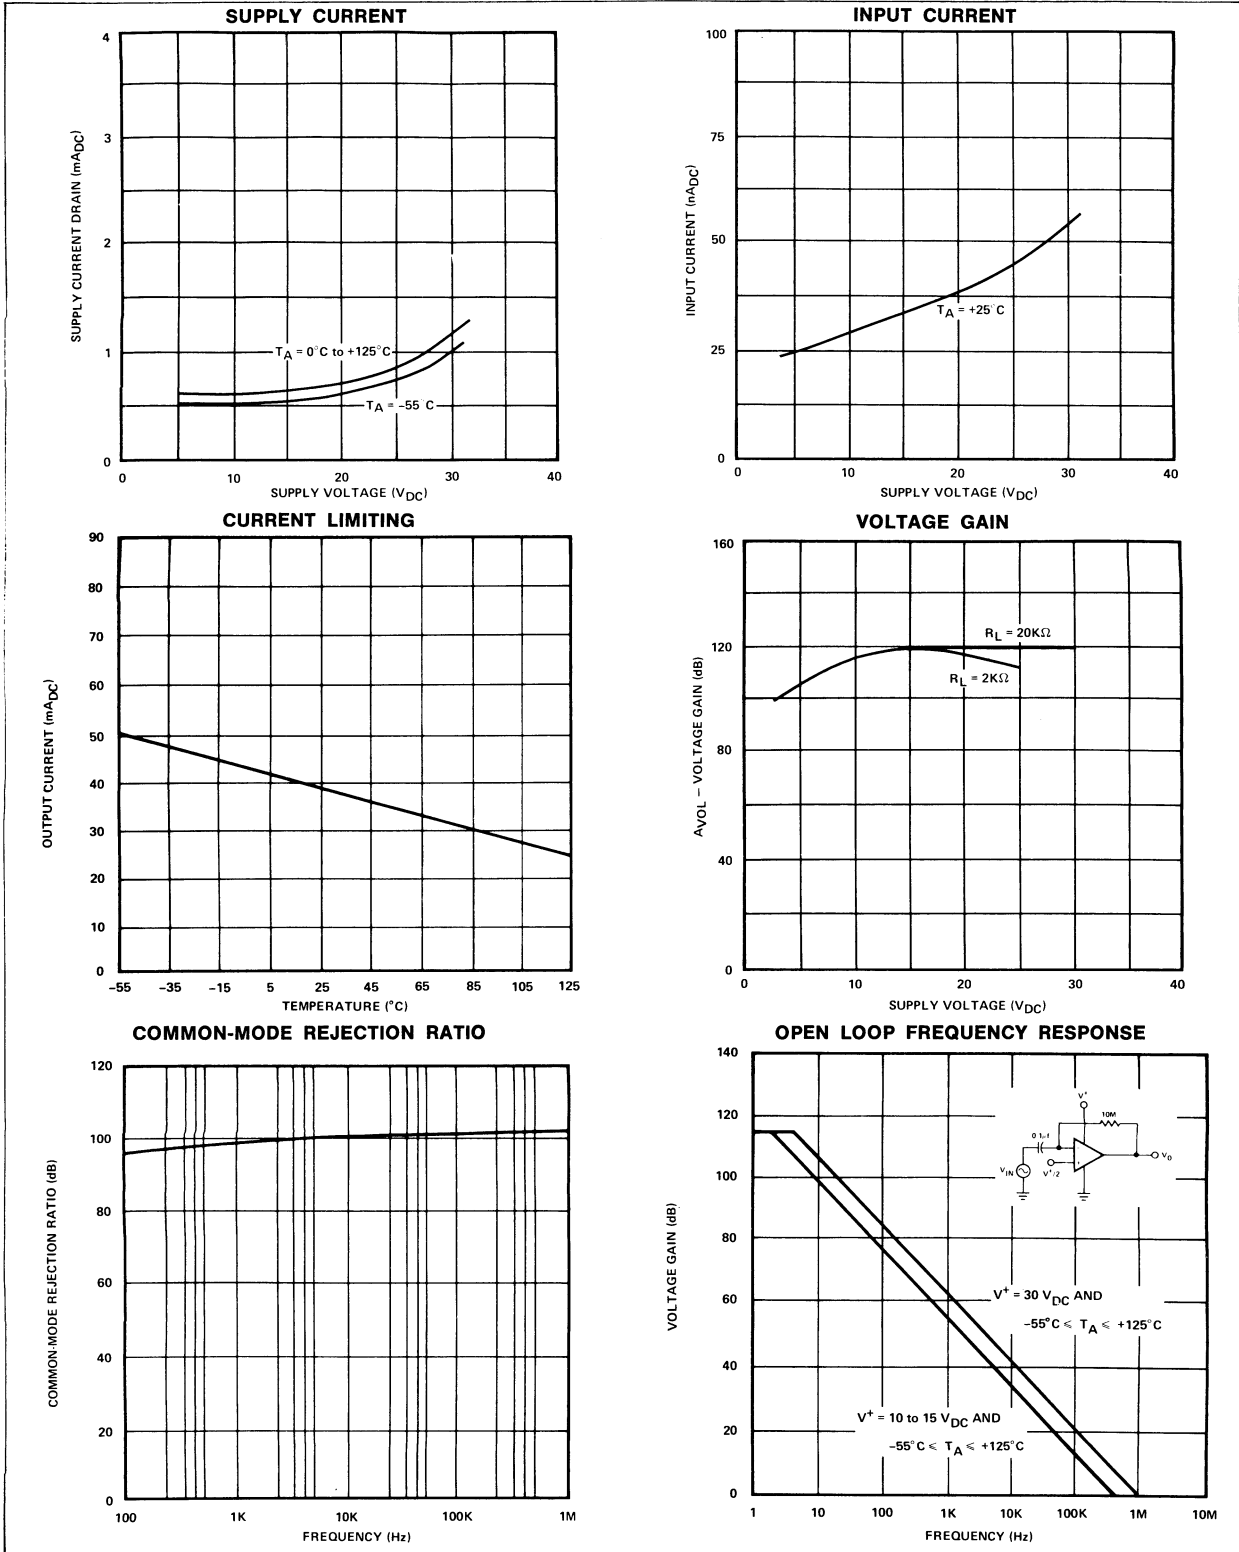 SUPPLY CURRENT
4
3
2
1
0
SUPPLY CURRENT DRAIN (mADC)
TA = 0°C to +125°C
TA = -55°C
0 10 20 30 40
SUPPLY VOLTAGE (VDC)
INPUT CURRENT
100
75
50
25
0
INPUT CURRENT (nADC)
TA = +25°C
0 10 20 30 40
SUPPLY VOLTAGE (VDC)
CURRENT LIMITING
90
80
70
60
50
40
30
20
10
0
OUTPUT CURRENT (mADC)
-55 -35 -15 5 25 45 65 85 105 125
TEMPERATURE (°C)
VOLTAGE GAIN
160
120
80
40
0
AVOL – VOLTAGE GAIN (dB)
RL = 20KΩ
RL = 2KΩ
0 10 20 30 40
SUPPLY VOLTAGE (VDC)
COMMON-MODE REJECTION RATIO
120
100
80
60
40
20
0
COMMON-MODE REJECTION RATIO (dB)
100 1K 10K 100K 1M
FREQUENCY (Hz)
OPEN LOOP FREQUENCY RESPONSE
140
120
100
80
60
40
20
0
VOLTAGE GAIN (dB)
V+
10M
0.1μf
VIN
V+/2
VO
V+ = 30 VDC AND
-55°C ⩽ TA ⩽ +125°C
V+ = 10 to 15 VDC AND
-55°C ⩽ TA ⩽ +125°C
1 10 100 1K 10K 100K 1M 10M
FREQUENCY (Hz)